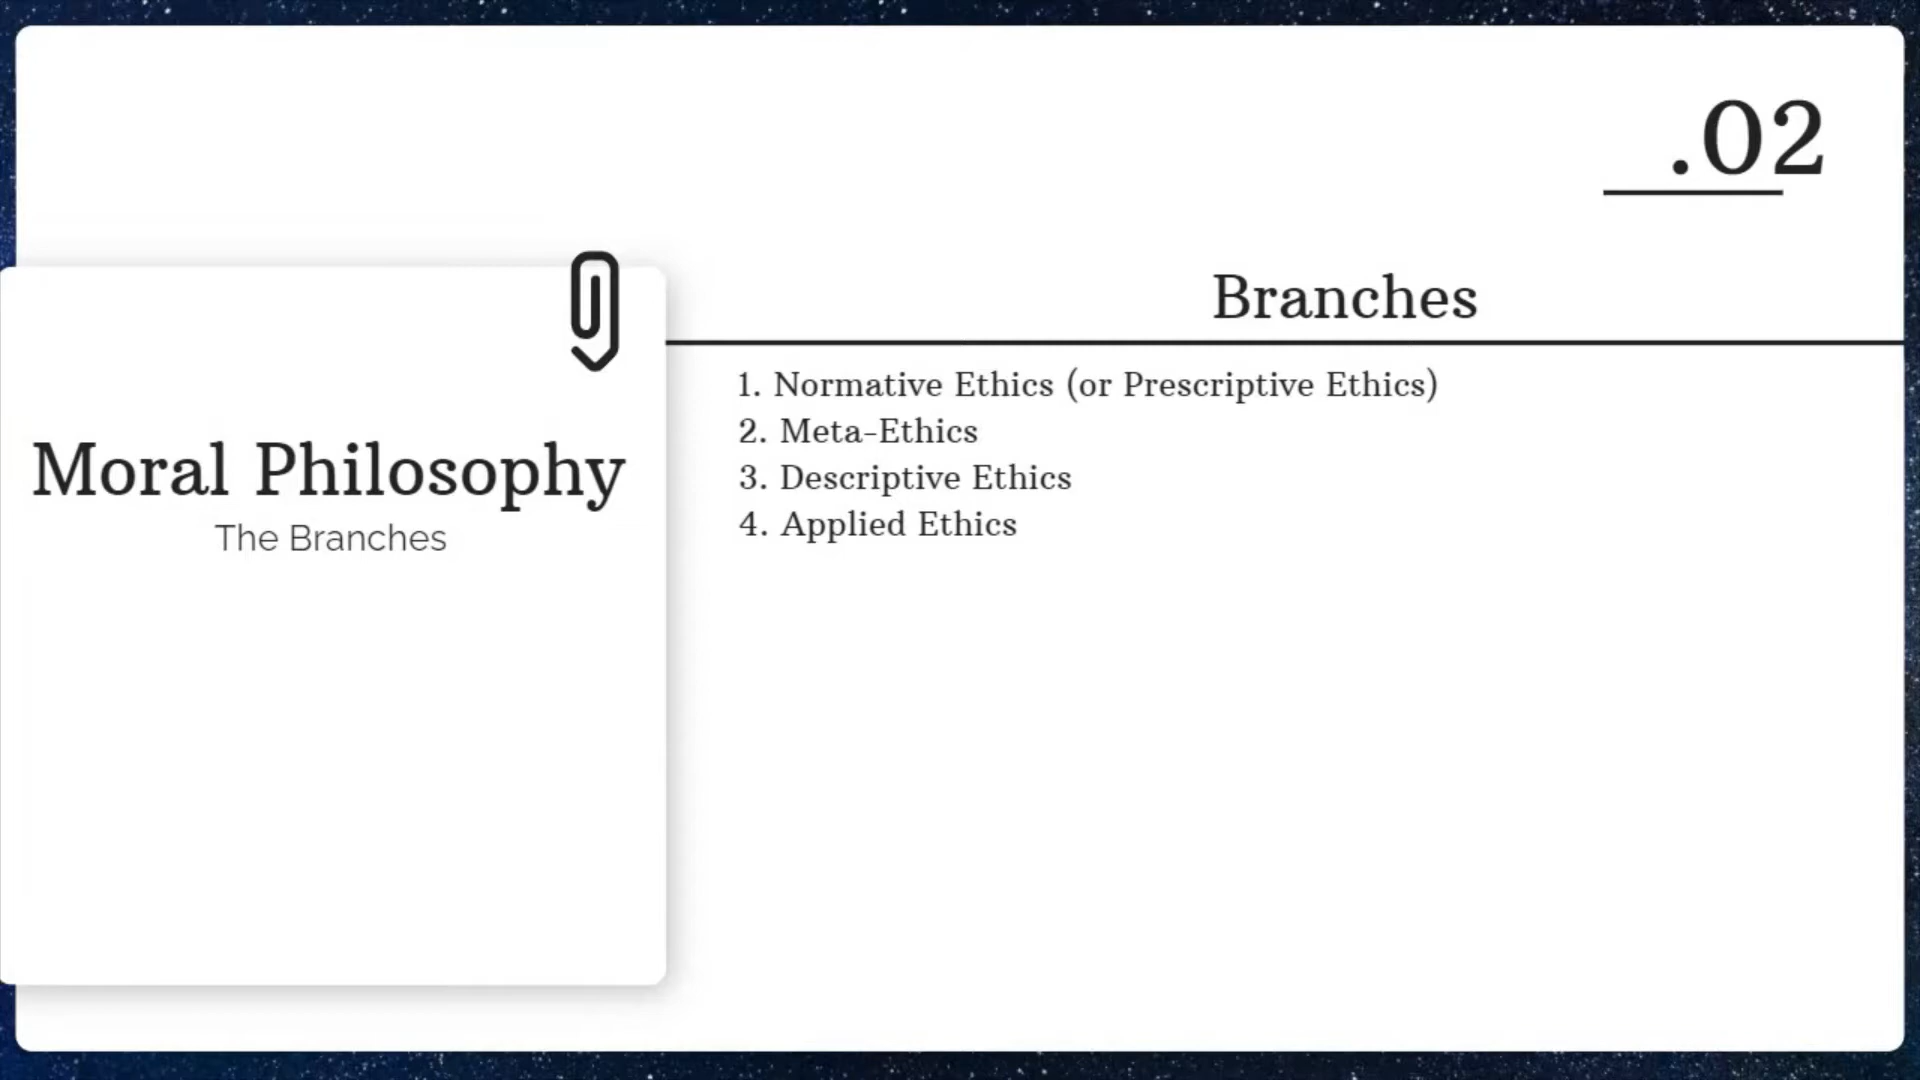 .02
Branches
Moral Philosophy
The Branches
1. Normative Ethics (or Prescriptive Ethics)
2. Meta-Ethics
3. Descriptive Ethics
4. Applied Ethics